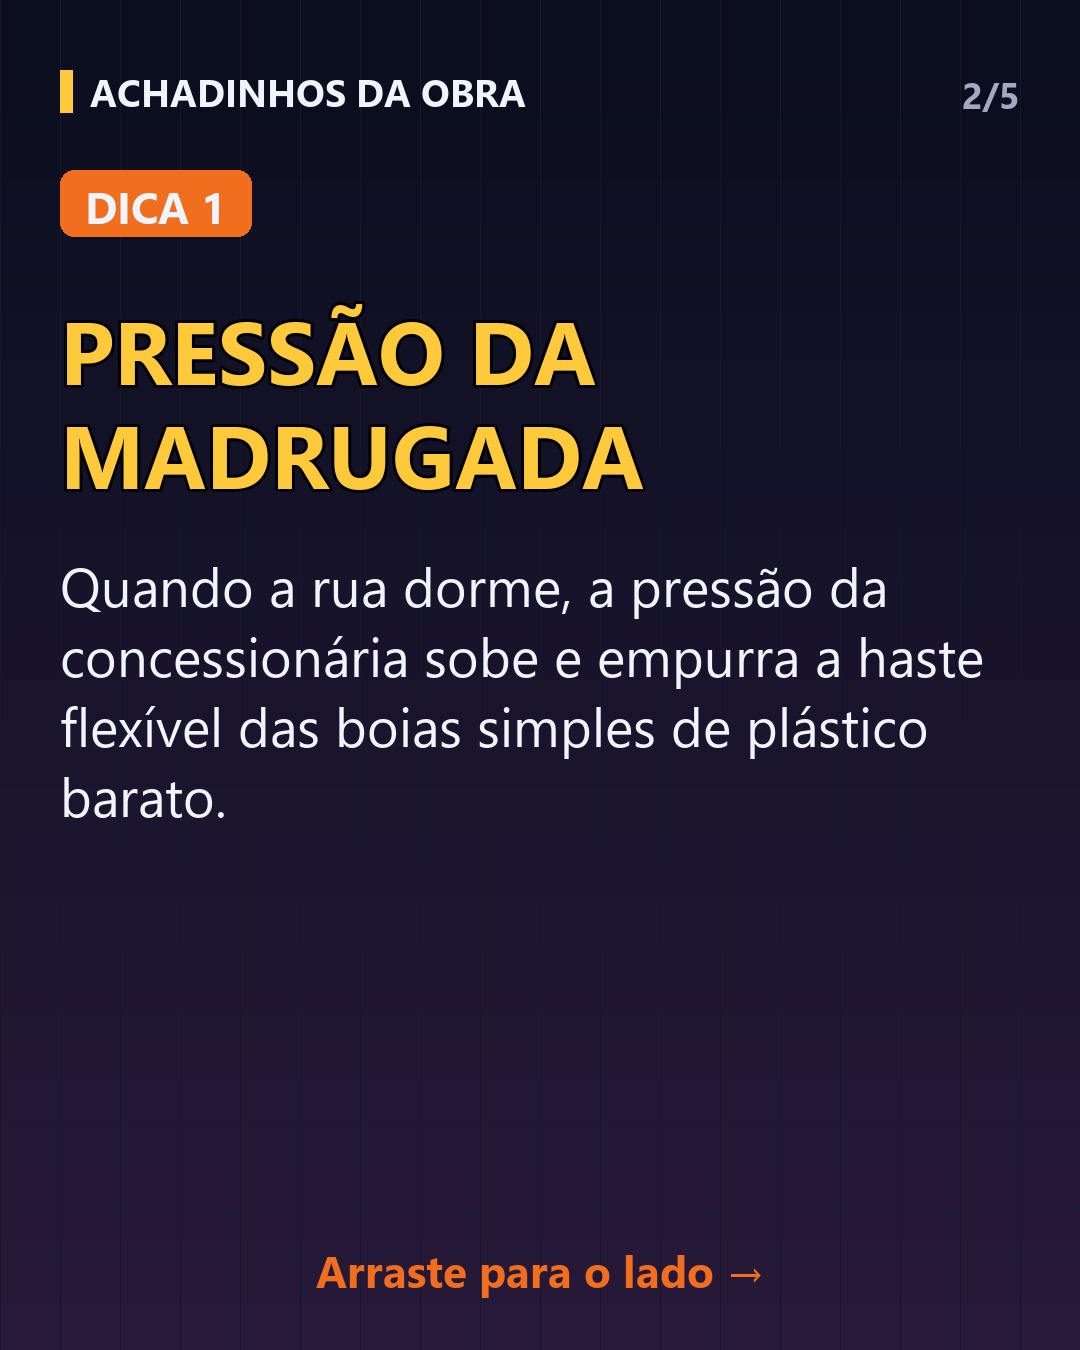 ACHADINHOS DA OBRA
2/5
DICA 1
PRESSÃO DA
MADRUGADA
Quando a rua dorme, a pressão da
concessionária sobe e empurra a haste
flexível das boias simples de plástico
barato.
Arraste para o lado →